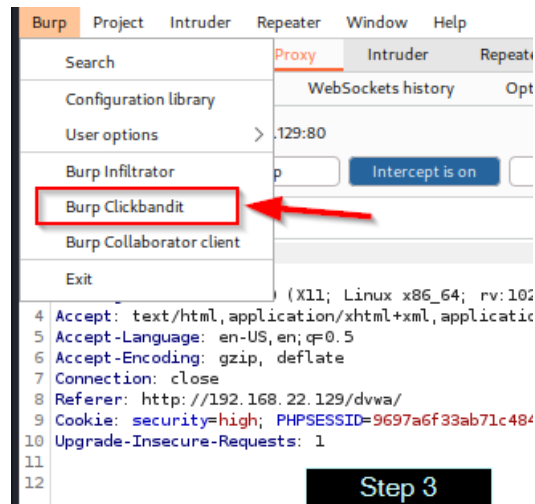 Burp Project Intruder Repeater Window Help
Search
Proxy Intruder
WebSockets history
Configuration library
User options
.129:80
Burp Infiltrator
Intercept is on
Burp Clickbandit
Burp Collaborator client
Exit
(X11; Linux x86_64; rv:102
4 Accept: text/html,application/xhtml+xml,applicatio
5 Accept-Language: en-US,en;q=0.5
6 Accept-Encoding: gzip, deflate
7 Connection: close
8 Referer: http://192.168.22.129/dvwa/
9 Cookie: security=high; PHPSESSID=9697a6f33ab71c484
10 Upgrade-Insecure-Requests: 1
11
12
Step 3